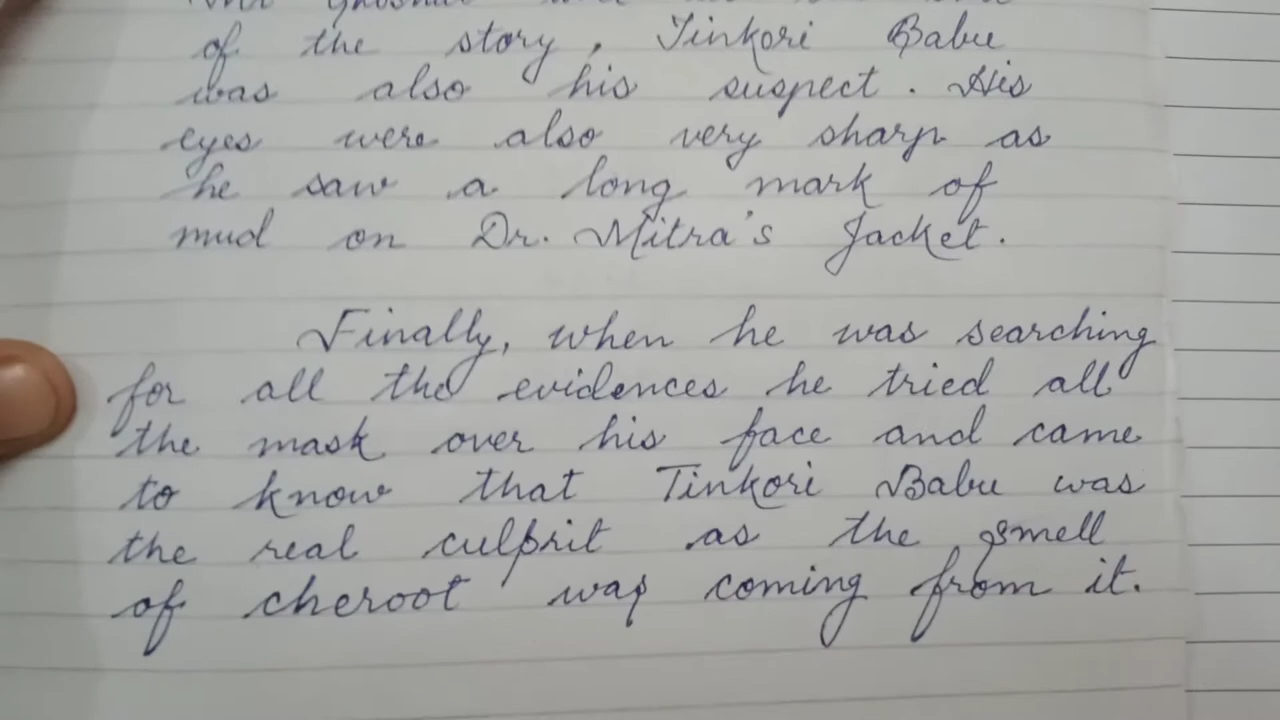 of the story, Tinkori Babu
was also his suspect. His
eyes were also very sharp as
he saw a long mark of
mud on Dr. Mitra's Jacket.
Finally, when he was searching
for all the evidences he tried all
the mask over his face and came
to know that Tinkori Babu was
the real culprit as the smell
of cheroot was coming from it.